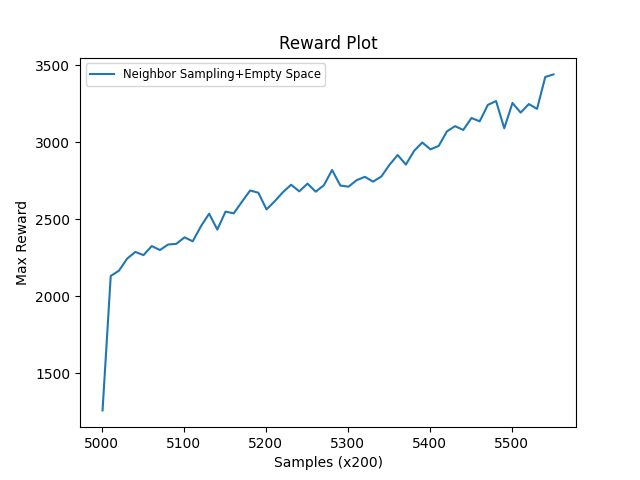 Reward Plot
Neighbor Sampling+Empty Space
Max Reward
3500
3000
2500
2000
1500
5000 5100 5200 5300 5400 5500
Samples (x200)